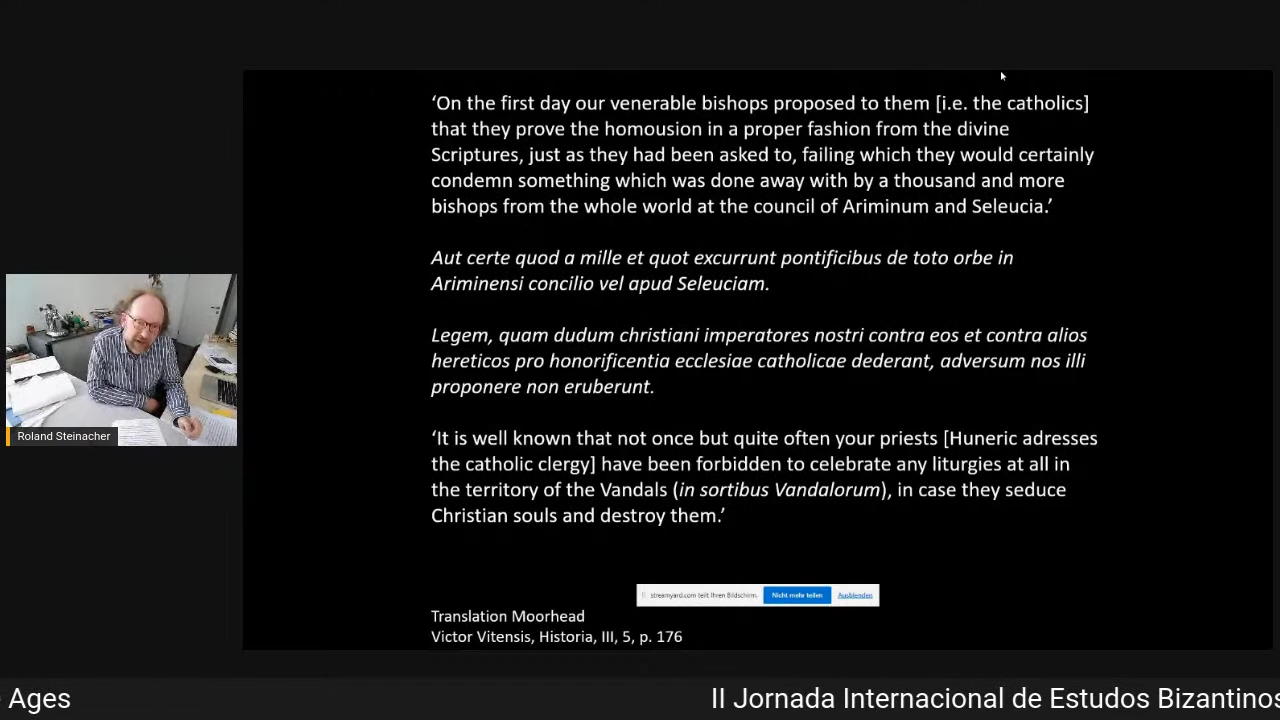 ‘On the first day our venerable bishops proposed to them [i.e. the catholics]
that they prove the homousion in a proper fashion from the divine
Scriptures, just as they had been asked to, failing which they would certainly
condemn something which was done away with by a thousand and more
bishops from the whole world at the council of Ariminum and Seleucia.’
Aut certe quod a mille et quot excurrunt pontificibus de toto orbe in
Ariminensi concilio vel apud Seleuciam.
Legem, quam dudum christiani imperatores nostri contra eos et contra alios
hereticos pro honorificentia ecclesiae catholicae dederant, adversum nos illi
proponere non eruberunt.
‘It is well known that not once but quite often your priests [Huneric adresses
the catholic clergy] have been forbidden to celebrate any liturgies at all in
the territory of the Vandals (in sortibus Vandalorum), in case they seduce
Christian souls and destroy them.’
streamyard.com teilt Ihren Bildschirm. Nicht mehr teilen Ausblenden
Translation Moorhead
Victor Vitensis, Historia, III, 5, p. 176
Roland Steinacher
Ages II Jornada Internacional de Estudos Bizantinos